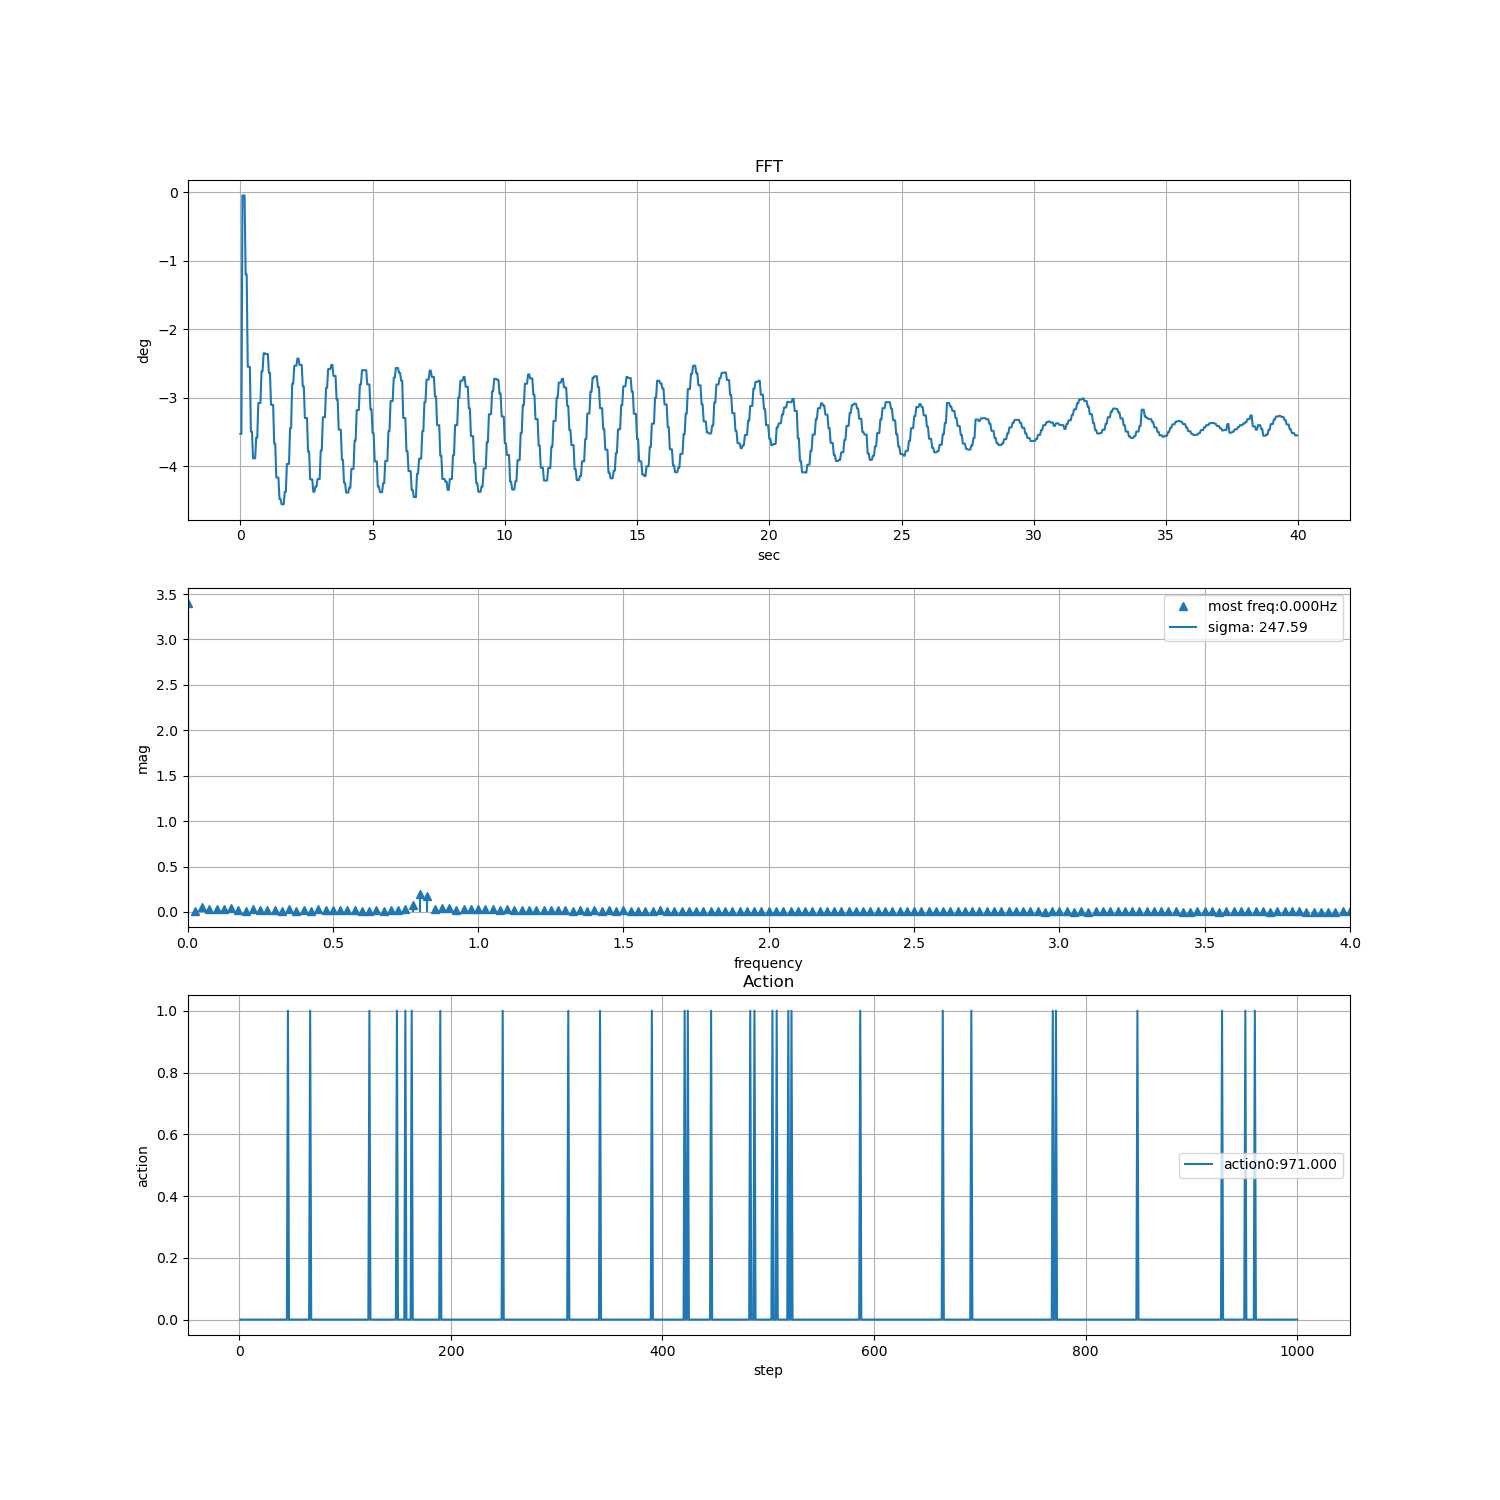 FFT
0
−1
−2
−3
−4
deg
0 5 10 15 20 25 30 35 40
sec
3.5
3.0
2.5
2.0
1.5
1.0
0.5
0.0
mag
most freq:0.000Hz
sigma: 247.59
0.0 0.5 1.0 1.5 2.0 2.5 3.0 3.5 4.0
frequency
Action
1.0
0.8
0.6
0.4
0.2
0.0
action
action0:971.000
0 200 400 600 800 1000
step